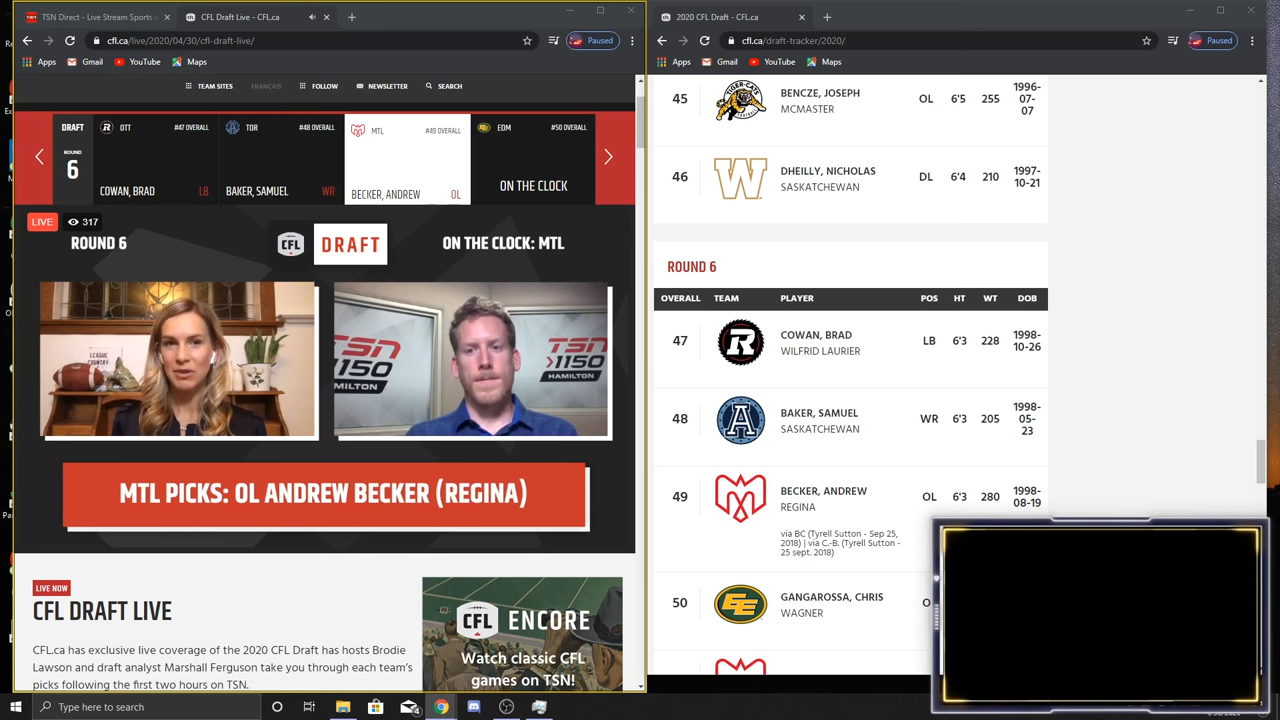 TSN Direct - Live Stream Sports
CFL Draft Live - CFL.ca
cfl.ca/live/2020/04/30/cfl-draft-live/
Paused
Apps
Gmail
YouTube
Maps
TEAM SITES
FRANÇAIS
FOLLOW
NEWSLETTER
SEARCH
DRAFT
ROUND
6
OTT #47 OVERALL
COWAN, BRAD LB
TOR #48 OVERALL
BAKER, SAMUEL WR
MTL #49 OVERALL
BECKER, ANDREW OL
EDM #50 OVERALL
ON THE CLOCK
LIVE
317
ROUND 6
CFL DRAFT
ON THE CLOCK: MTL
LEAGUE
COUNTRY
TSN
1150
HAMILTON
TSN
1150
HAMILTON
MTL PICKS: OL ANDREW BECKER (REGINA)
LIVE NOW
CFL DRAFT LIVE
CFL.ca has exclusive live coverage of the 2020 CFL Draft has hosts Brodie
Lawson and draft analyst Marshall Ferguson take you through each team's
picks following the first two hours on TSN.
CFL ENCORE
Watch classic CFL
games on TSN!
2020 CFL Draft - CFL.ca
cfl.ca/draft-tracker/2020/
Paused
Apps
Gmail
YouTube
Maps
45 TIGER-CATS BENCZE, JOSEPH OL 6'5 255 1996-
MCMASTER 07-
07
46 W DHEILLY, NICHOLAS DL 6'4 210 1997-
SASKATCHEWAN 10-21
ROUND 6
OVERALL TEAM PLAYER POS HT WT DOB
47 R COWAN, BRAD LB 6'3 228 1998-
WILFRID LAURIER 10-26
48 A BAKER, SAMUEL WR 6'3 205 1998-
SASKATCHEWAN 05-
23
49 BECKER, ANDREW OL 6'3 280 1998-
REGINA 08-19
via BC (Tyrell Sutton - Sep 25,
2018) | via C.-B. (Tyrell Sutton -
25 sept. 2018)
50 EE GANGAROSSA, CHRIS
WAGNER
Type here to search